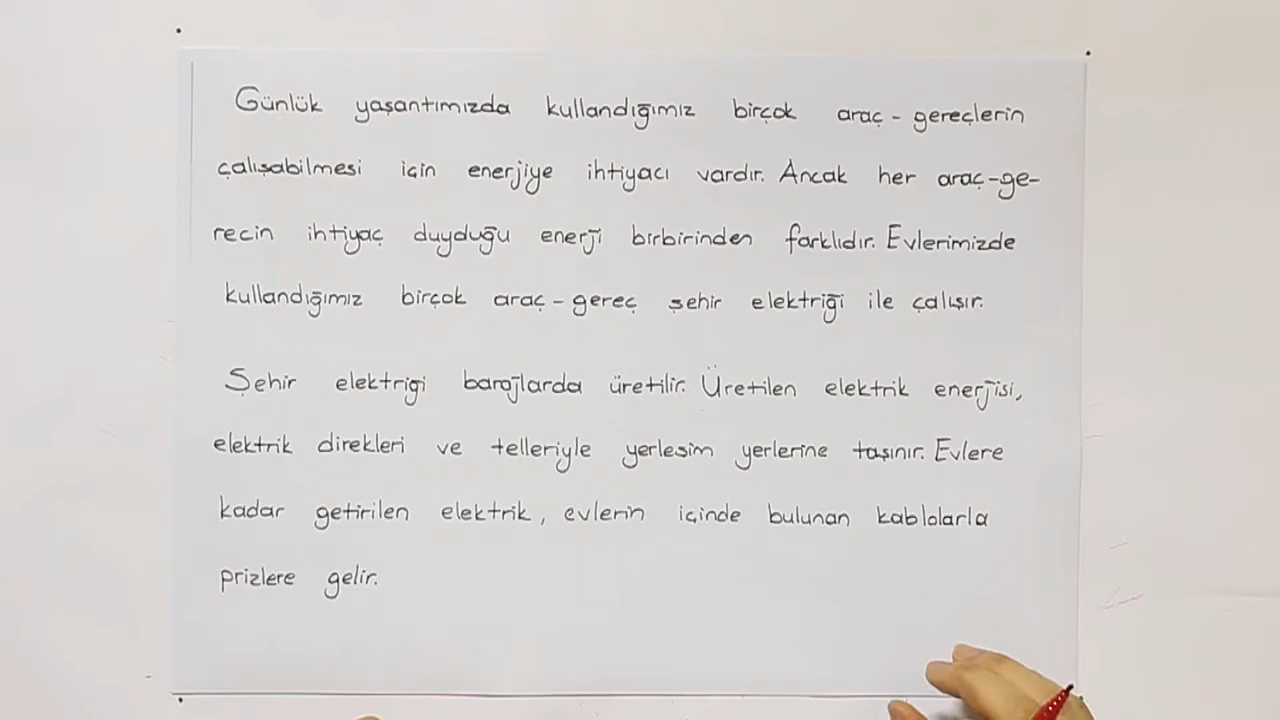 Günlük yaşantımızda kullandığımız birçok araç - gereçlerin
çalışabilmesi için enerjiye ihtiyacı vardır. Ancak her araç-ge-
recin ihtiyaç duyduğu enerji birbirinden farklıdır. Evlerimizde
kullandığımız birçok araç - gereç şehir elektriği ile çalışır.
Şehir elektrigi barajlarda üretilir. Üretilen elektrik enerjisi,
elektrik direkleri ve telleriyle yerleşim yerlerine taşınır. Evlere
kadar getirilen elektrik, evlerin içinde bulunan kablolarla
prizlere gelir.